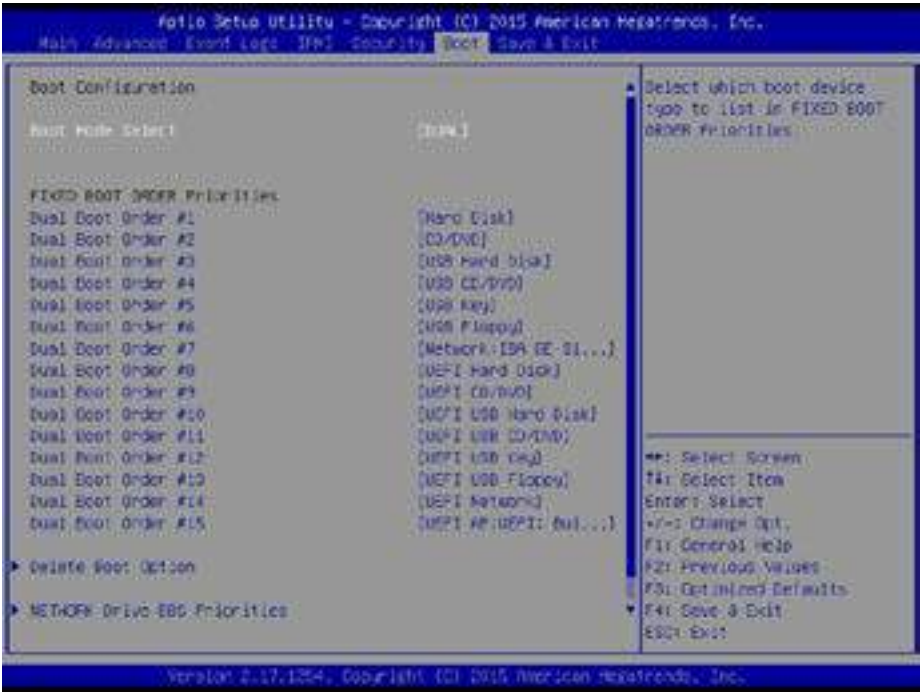 Aptio Setup Utility - Copyright (C) 2015 American Megatrends, Inc.
Main Advanced Event Logs IPMI Security Boot Save & Exit
Boot Configuration
Boot Mode Select [DUAL]
FIXED BOOT ORDER Priorities
Dual Boot Order #1 [Hard Disk]
Dual Boot Order #2 [CD/DVD]
Dual Boot Order #3 [USB Hard Disk]
Dual Boot Order #4 [USB CD/DVD]
Dual Boot Order #5 [USB Key]
Dual Boot Order #6 [USB Floppy]
Dual Boot Order #7 [Network:IBA GE Sl...]
Dual Boot Order #8 [UEFI Hard Disk]
Dual Boot Order #9 [UEFI CD/DVD]
Dual Boot Order #10 [UEFI USB Hard Disk]
Dual Boot Order #11 [UEFI USB CD/DVD]
Dual Boot Order #12 [UEFI USB Key]
Dual Boot Order #13 [UEFI USB Floppy]
Dual Boot Order #14 [UEFI Network]
Dual Boot Order #15 [UEFI AP:UEFI: Bui...]
Delete Boot Option
NETWORK Drive BBS Priorities
Select which boot device
type to list in FIXED BOOT
ORDER Priorities
: Select Screen
: Select Item
Enter: Select
+/-: Change Opt.
F1: General Help
F2: Previous Values
F3: Optimized Defaults
F4: Save & Exit
ESC: Exit
Version 2.17.1254. Copyright (C) 2015 American Megatrends, Inc.